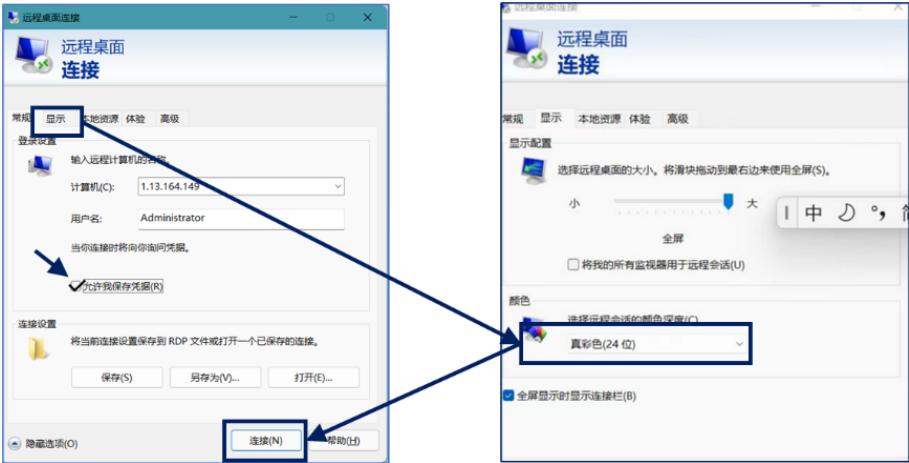 远程桌面连接
远程桌面
连接
常规 显示 本地资源 体验 高级
登录设置
输入远程计算机的名称。
计算机(C): 1.13.164.149
用户名: Administrator
当你连接时将向你询问凭据。
允许我保存凭据(R)
连接设置
将当前连接设置保存到 RDP 文件或打开一个已保存的连接。
保存(S) 另存为(V)... 打开(E)...
隐藏选项(O) 连接(N) 帮助(H)
远程桌面连接
远程桌面
连接
常规 显示 本地资源 体验 高级
显示配置
选择远程桌面的大小。将滑块拖动到最右边来使用全屏(S)。
小 大
全屏
将我的所有监视器用于远程会话(U)
中 °,
颜色
选择远程会话的颜色深度(C)
真彩色(24 位)
全屏显示时显示连接栏(B)